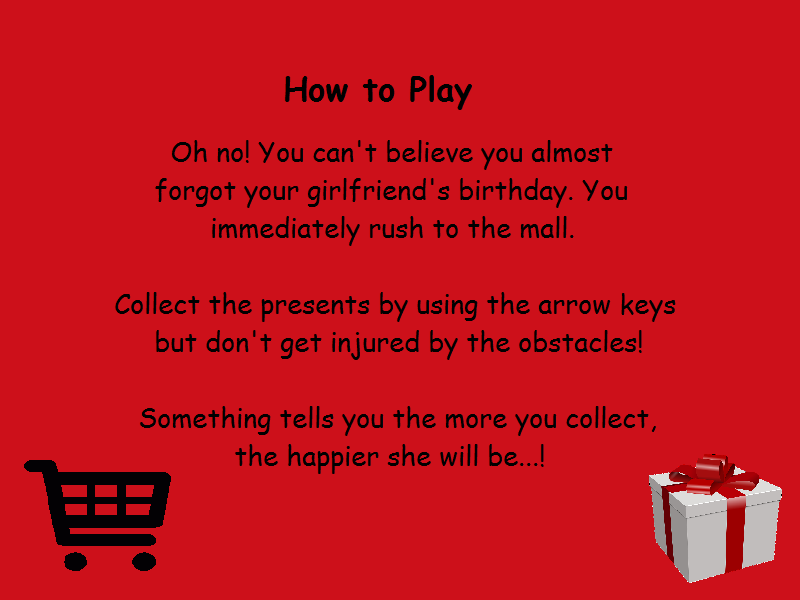 How to Play
Oh no! You can't believe you almost
forgot your girlfriend's birthday. You
immediately rush to the mall.
Collect the presents by using the arrow keys
but don't get injured by the obstacles!
Something tells you the more you collect,
the happier she will be...!